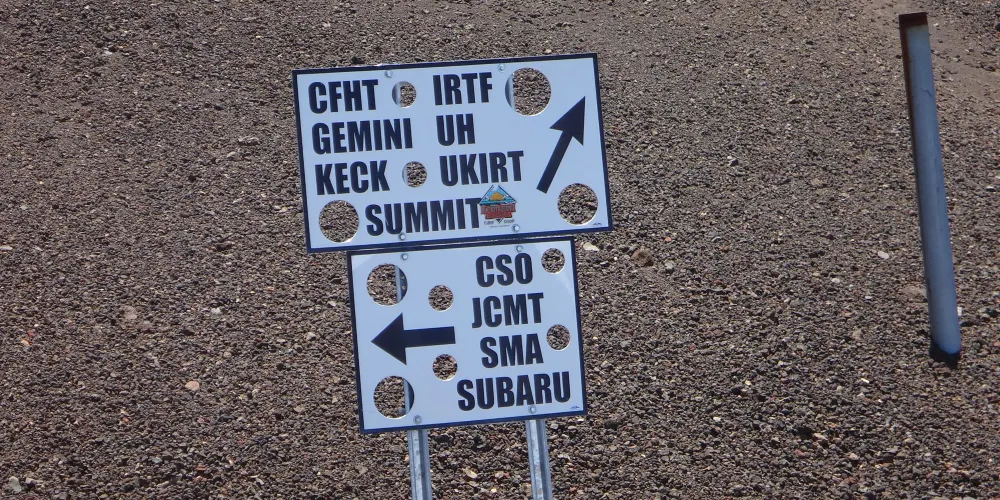 CFHT IRTF
GEMINI UH
KECK UKIRT
SUMMIT
CSO
JCMT
SMA
SUBARU